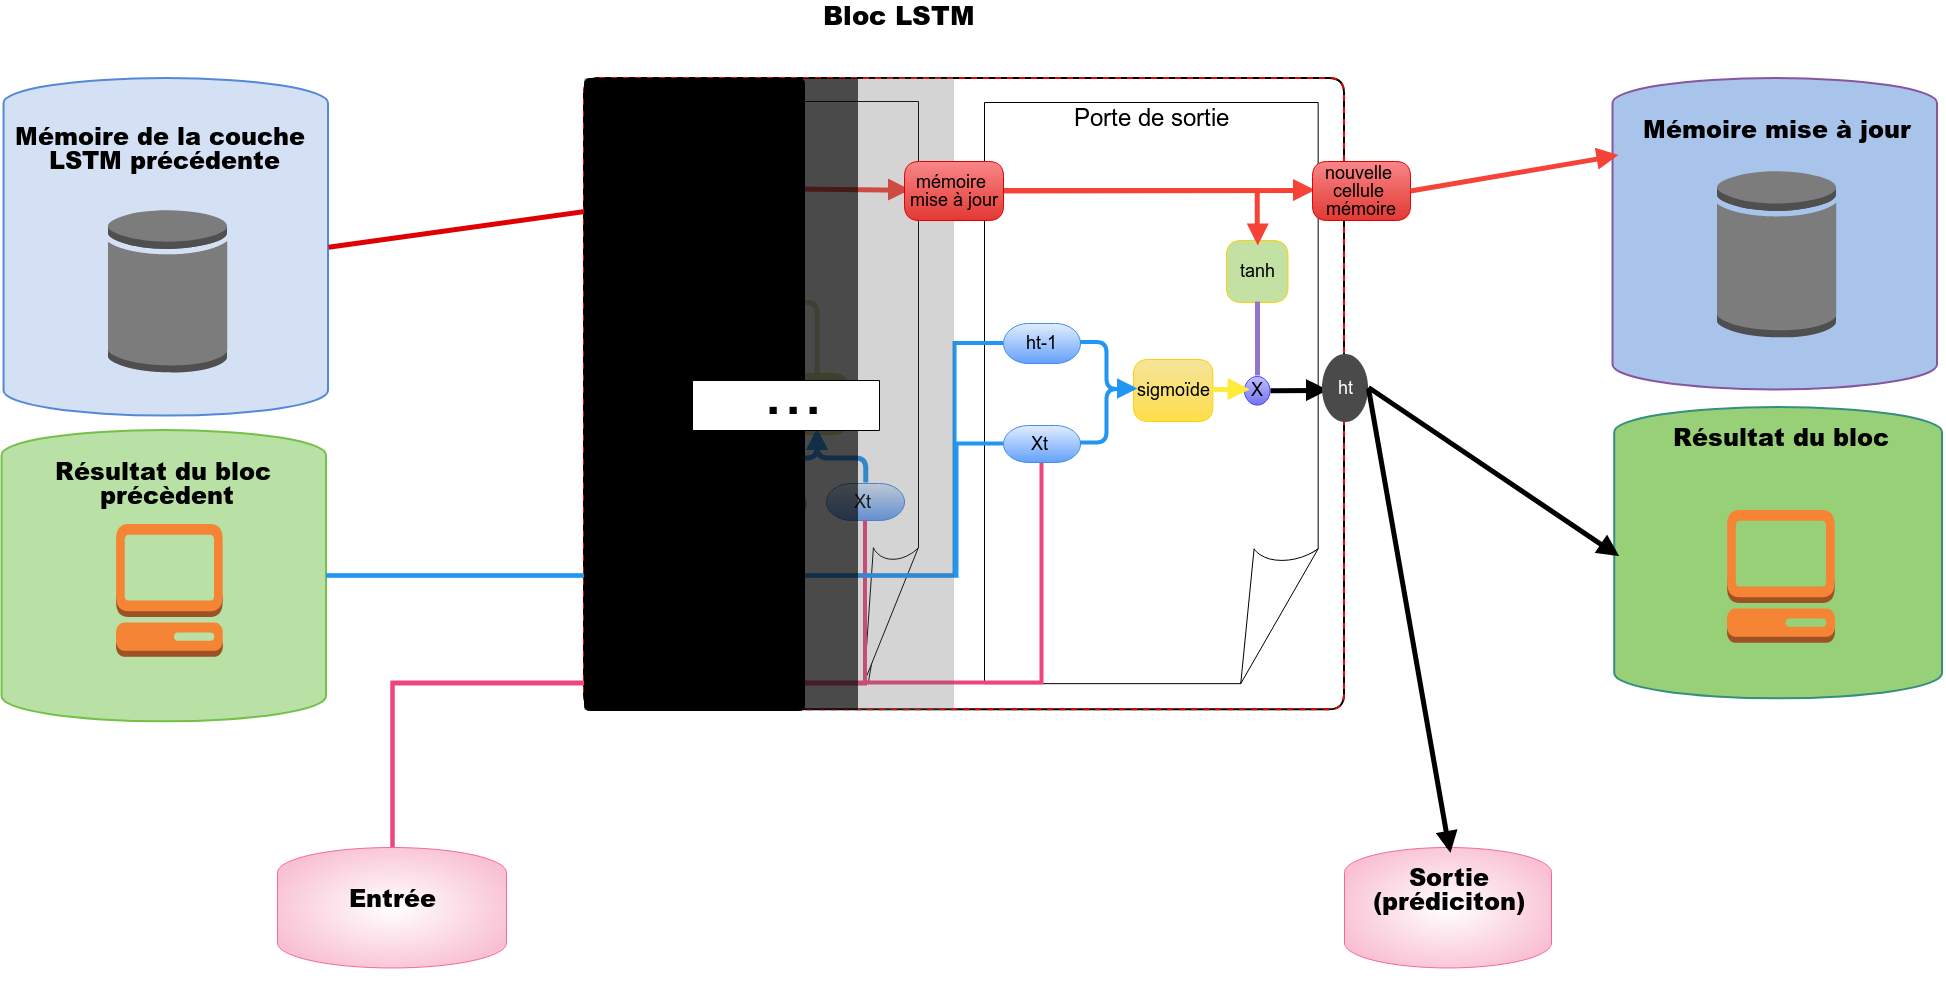 Bloc LSTM
Mémoire de la couche
LSTM précédente
Résultat du bloc
précèdent
Entrée
...
Xt
mémoire
mise à jour
Porte de sortie
nouvelle
cellule
mémoire
tanh
ht-1
sigmoïde
X
ht
Xt
Mémoire mise à jour
Résultat du bloc
Sortie
(prédiciton)